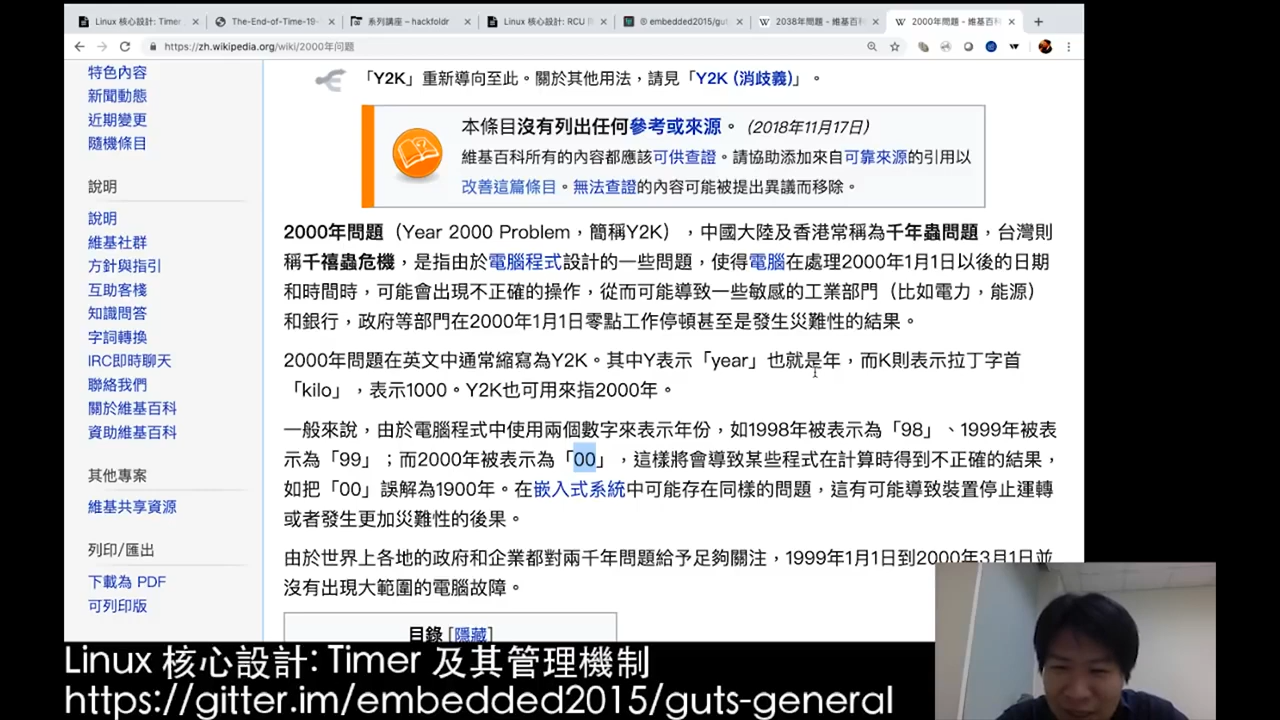 Linux 核心設計: Timer
The-End-of-Time-19-
系列講座 – hackfoldr
Linux 核心設計: RCU
@ embedded2015/gut
2038年問題 - 維基百科
2000年問題 - 維基百科
https://zh.wikipedia.org/wiki/2000年问题
特色內容
新聞動態
近期變更
隨機條目
說明
說明
維基社群
方針與指引
互助客棧
知識問答
字詞轉換
IRC即時聊天
聯絡我們
關於維基百科
資助維基百科
其他專案
維基共享資源
列印/匯出
下載為 PDF
可列印版
「Y2K」重新導向至此。關於其他用法，請見「Y2K (消歧義)」。
本條目沒有列出任何參考或來源。 (2018年11月17日)
維基百科所有的內容都應該可供查證。請協助添加來自可靠來源的引用以
改善這篇條目。無法查證的內容可能被提出異議而移除。
2000年問題（Year 2000 Problem，簡稱Y2K），中國大陸及香港常稱為千年蟲問題，台灣則
稱千禧蟲危機，是指由於電腦程式設計的一些問題，使得電腦在處理2000年1月1日以後的日期
和時間時，可能會出現不正確的操作，從而可能導致一些敏感的工業部門（比如電力，能源）
和銀行，政府等部門在2000年1月1日零點工作停頓甚至是發生災難性的結果。
2000年問題在英文中通常縮寫為Y2K。其中Y表示「year」也就是年，而K則表示拉丁字首
「kilo」，表示1000。Y2K也可用來指2000年。
一般來說，由於電腦程式中使用兩個數字來表示年份，如1998年被表示為「98」、1999年被表
示為「99」；而2000年被表示為「00」，這樣將會導致某些程式在計算時得到不正確的結果，
如把「00」誤解為1900年。在嵌入式系統中可能存在同樣的問題，這有可能導致裝置停止運轉
或者發生更加災難性的後果。
由於世界上各地的政府和企業都對兩千年問題給予足夠關注，1999年1月1日到2000年3月1日並
沒有出現大範圍的電腦故障。
目錄 [隱藏]
Linux 核心設計: Timer 及其管理機制
https://gitter.im/embedded2015/guts-general